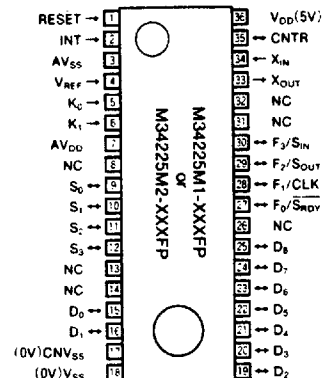 RESET → 1
INT → 2
AVSS 3
VREF → 4
K0 → 5
K1 → 6
AVDD 7
NC 8
S0 ↔ 9
S1 ↔ 10
S2 ↔ 11
S3 ↔ 12
NC 13
NC 14
D0 ↔ 15
D1 ↔ 16
(0V)CNVSS 17
(0V)VSS 18
M34225M1-XXXFP
or
M34225M2-XXXFP
36 VDD(5V)
35 ↔ CNTR
34 ← XIN
33 → XOUT
32 NC
31 NC
30 ↔ F3/SIN
29 ↔ F2/SOUT
28 ↔ F1/CLK
27 ↔ F0/SRDY
26 NC
25 ↔ D8
24 ↔ D7
23 ↔ D6
22 ↔ D5
21 ↔ D4
20 ↔ D3
19 ↔ D2